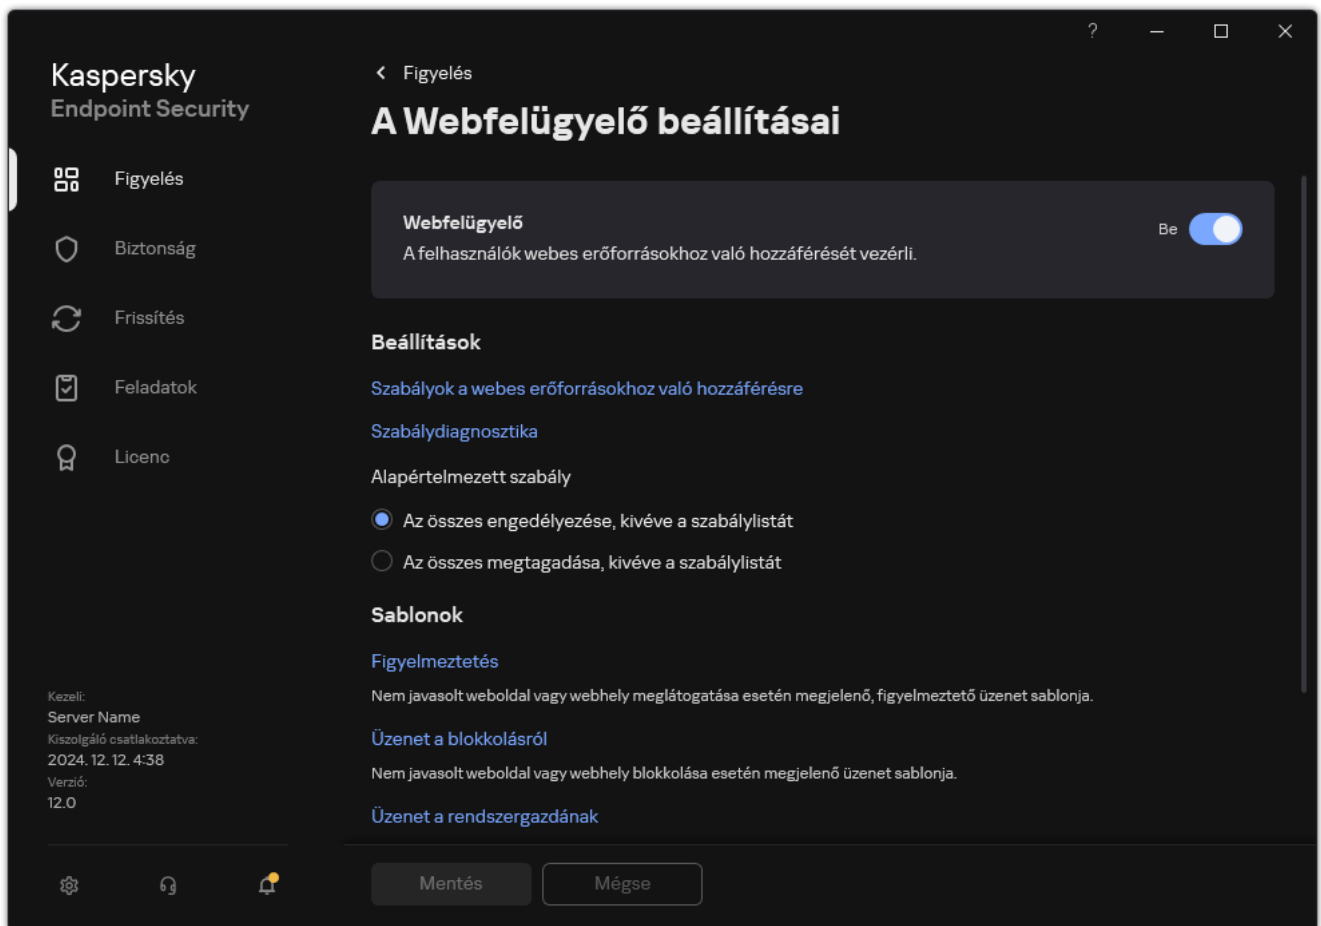 ?
Kaspersky
Endpoint Security
Figyelés
Biztonság
Frissítés
Feladatok
Licenc
Kezeli:
Server Name
Kiszolgáló csatlakoztatva:
2024. 12. 12. 4:38
Verzió:
12.0
Figyelés
A Webfelügyelő beállításai
Webfelügyelő
A felhasználók webes erőforrásokhoz való hozzáférését vezérli.
Be
Beállítások
Szabályok a webes erőforrásokhoz való hozzáférésre
Szabálydiagnosztika
Alapértelmezett szabály
Az összes engedélyezése, kivéve a szabálylistát
Az összes megtagadása, kivéve a szabálylistát
Sablonok
Figyelmeztetés
Nem javasolt weboldal vagy webhely meglátogatása esetén megjelenő, figyelmeztető üzenet sablonja.
Üzenet a blokkolásról
Nem javasolt weboldal vagy webhely blokkolása esetén megjelenő üzenet sablonja.
Üzenet a rendszergazdának
Mentés
Mégse